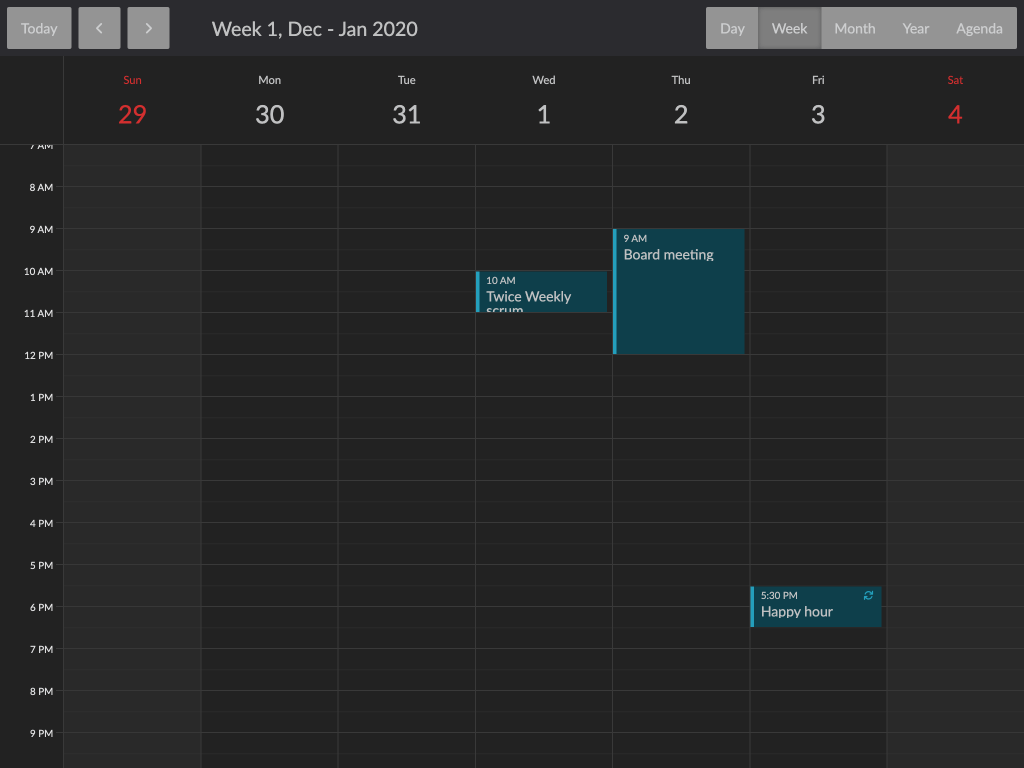 Today
Week 1, Dec - Jan 2020
Day Week Month Year Agenda
Sun Mon Tue Wed Thu Fri Sat
29 30 31 1 2 3 4
7 AM
8 AM
9 AM
10 AM
11 AM
12 PM
1 PM
2 PM
3 PM
4 PM
5 PM
6 PM
7 PM
8 PM
9 PM
10 AM
Twice Weekly
scrum
9 AM
Board meeting
5:30 PM
Happy hour